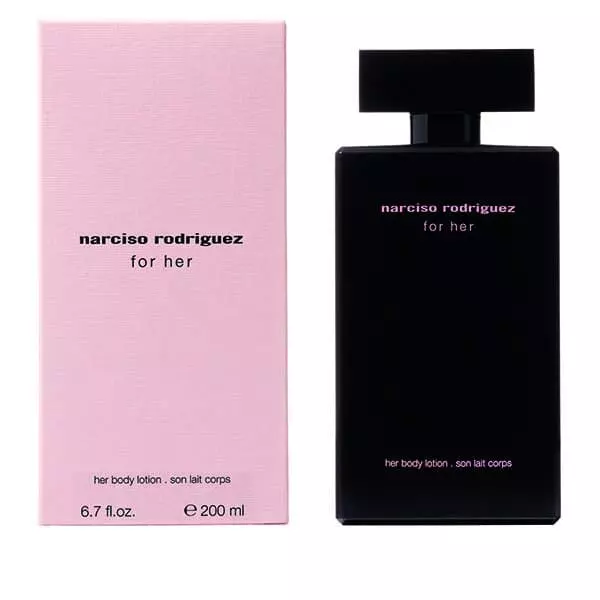 narciso rodriguez
for her
her body lotion . son lait corps
6.7 fl.oz. ℮ 200 ml
narciso rodriguez
for her
her body lotion . son lait corps